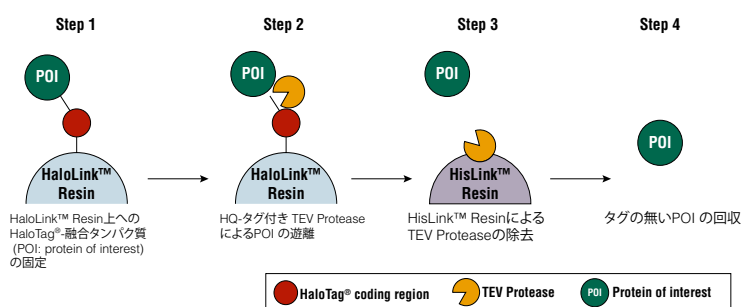 Step 1
Step 2
Step 3
Step 4
POI
POI
POI
POI
HaloLink™
Resin
HaloLink™
Resin
HisLink™
Resin
HaloLink™ Resin上への
HaloTag®-融合タンパク質
(POI: protein of interest)
の固定
HQ-タグ付き TEV Protease
によるPOI の遊離
HisLink™ Resinによる
TEV Proteaseの除去
タグの無いPOI の回収
HaloTag® coding region
TEV Protease
POI
Protein of interest